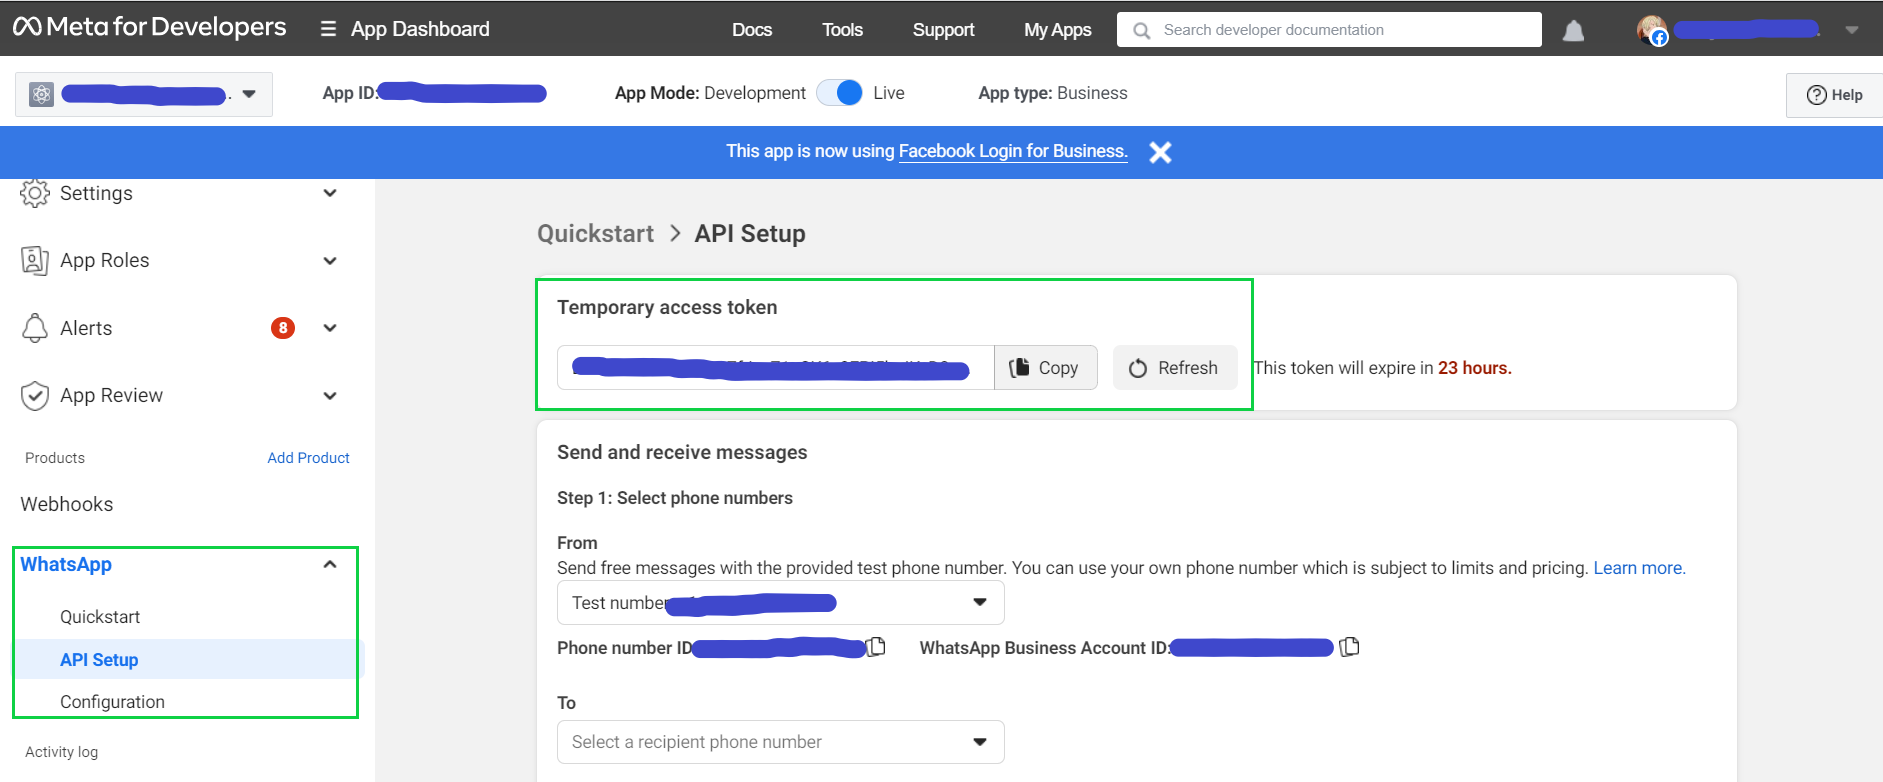 Meta for Developers
App Dashboard
Docs
Tools
Support
My Apps
Search developer documentation
App ID:
App Mode: Development
Live
App type: Business
Help
This app is now using Facebook Login for Business.
Settings
App Roles
Alerts
8
App Review
Products
Add Product
Webhooks
WhatsApp
Quickstart
API Setup
Configuration
Activity log
Quickstart > API Setup
Temporary access token
Copy
Refresh
This token will expire in 23 hours.
Send and receive messages
Step 1: Select phone numbers
From
Send free messages with the provided test phone number. You can use your own phone number which is subject to limits and pricing. Learn more.
Test number
Phone number ID
WhatsApp Business Account ID:
To
Select a recipient phone number